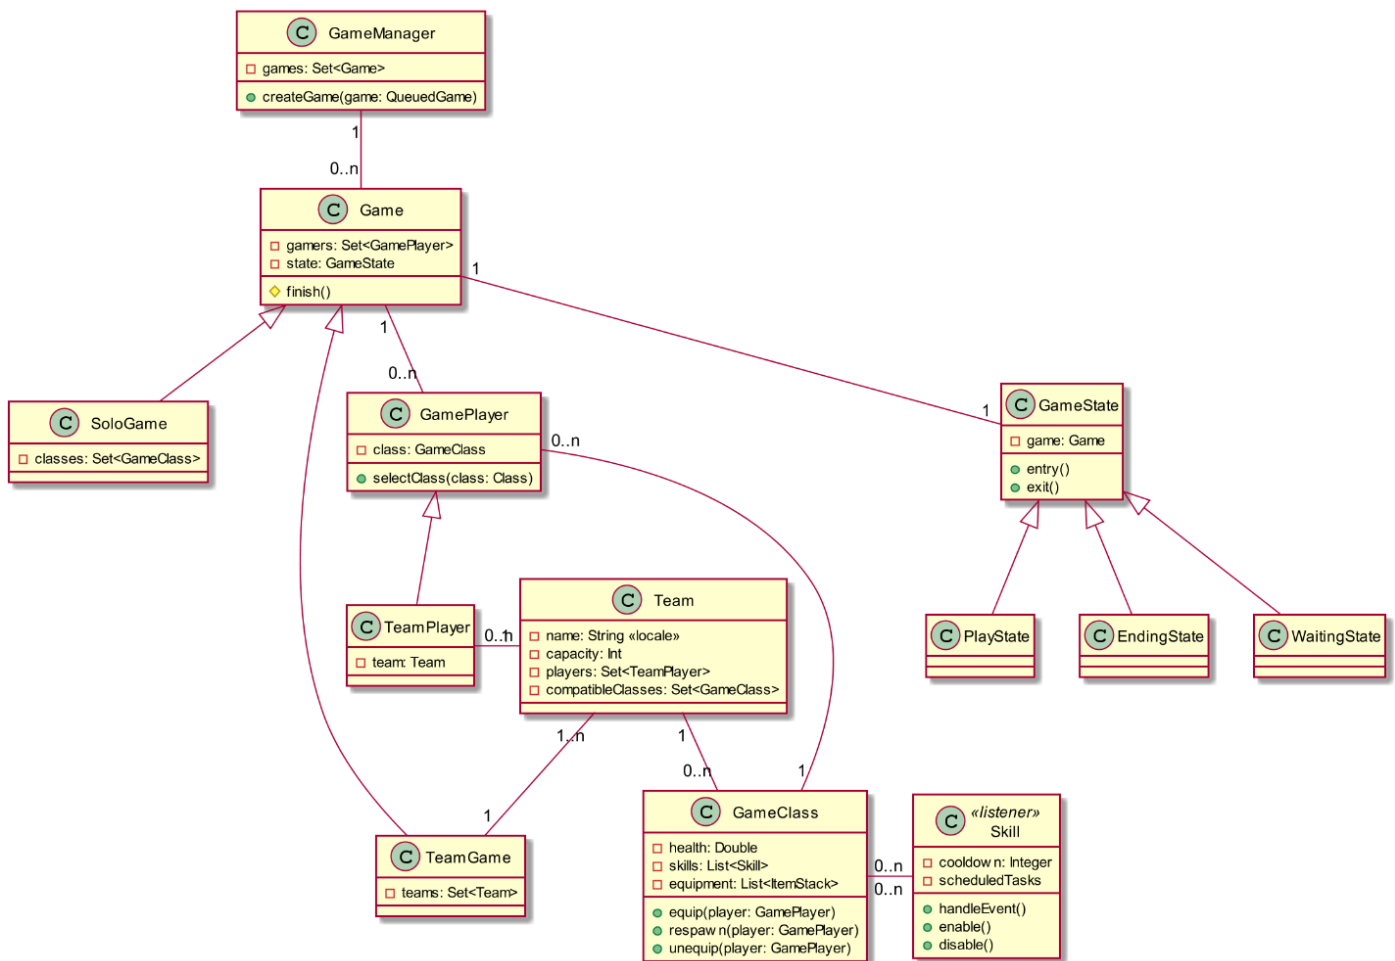 C GameManager
games: Set<Game>
createGame(game: QueuedGame)
1
0..n
C Game
gamers: Set<GamePlayer>
state: GameState
finish()
1
1
0..n
C SoloGame
classes: Set<GameClass>
C GamePlayer
class: GameClass
selectClass(class: Class)
0..n
1
C GameState
game: Game
entry()
exit()
C TeamPlayer
team: Team
0..n
1
C Team
name: String «locale»
capacity: Int
players: Set<TeamPlayer>
compatibleClasses: Set<GameClass>
C PlayState
C EndingState
C WaitingState
1..n
1
0..n
1
1
C TeamGame
teams: Set<Team>
C GameClass
health: Double
skills: List<Skill>
equipment: List<ItemStack>
equip(player: GamePlayer)
respawn(player: GamePlayer)
unequip(player: GamePlayer)
0..n
0..n
C «listener»
Skill
cooldown: Integer
scheduledTasks
handleEvent()
enable()
disable()